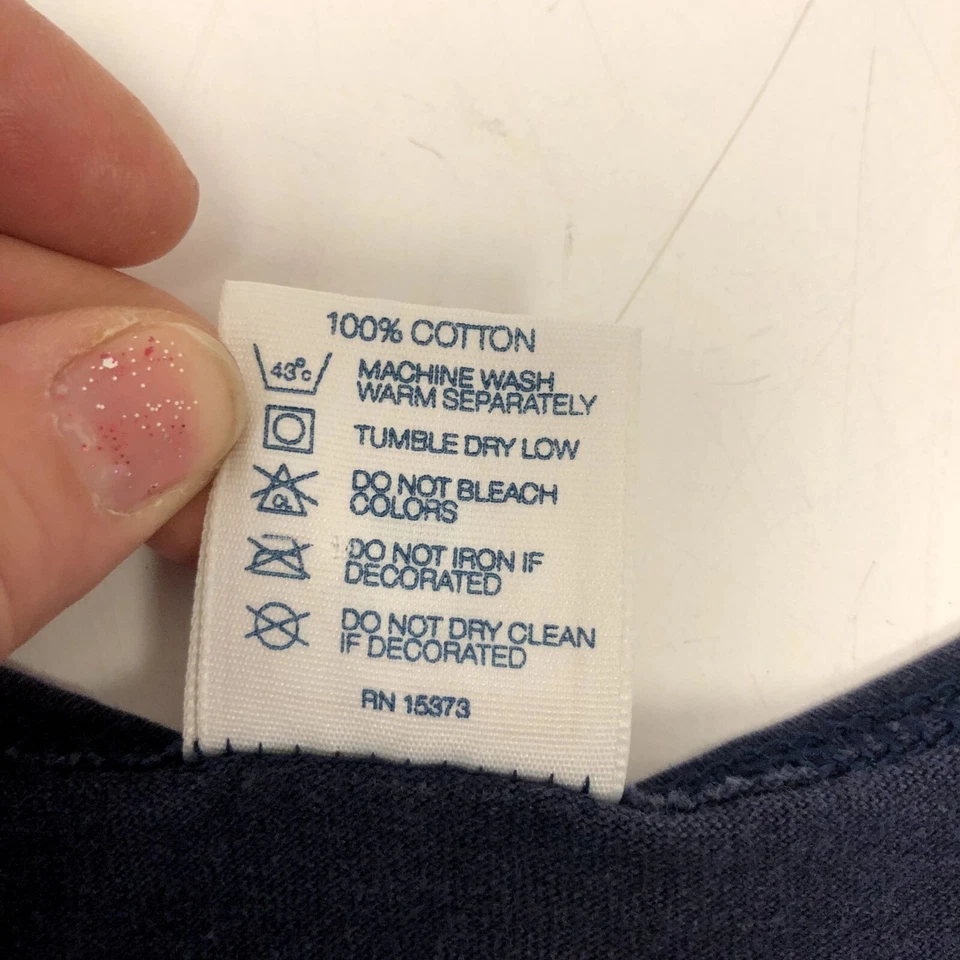 100% COTTON
43°c
MACHINE WASH
WARM SEPARATELY
TUMBLE DRY LOW
CL
DO NOT BLEACH
COLORS
DO NOT IRON IF
DECORATED
DO NOT DRY CLEAN
IF DECORATED
RN 15373